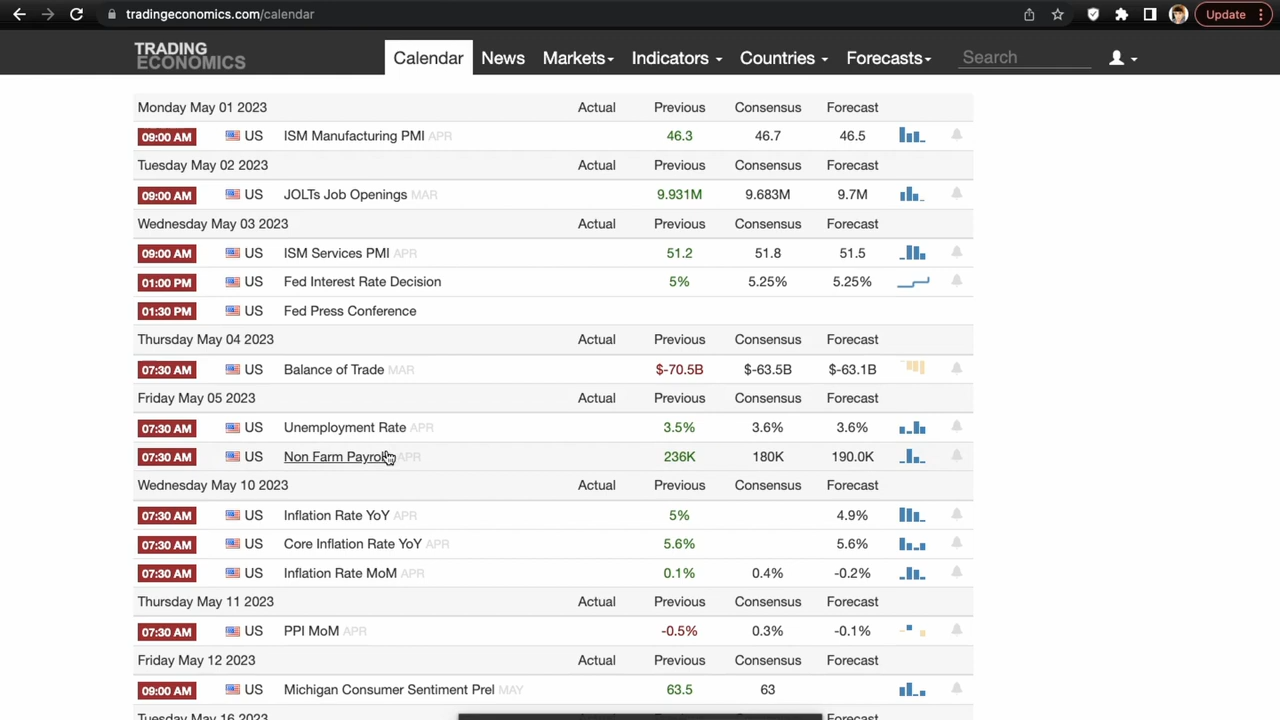 tradingeconomics.com/calendar
Update
TRADING
ECONOMICS
Calendar News Markets Indicators Countries Forecasts Search
Monday May 01 2023 Actual Previous Consensus Forecast
09:00 AM US ISM Manufacturing PMI APR 46.3 46.7 46.5
Tuesday May 02 2023 Actual Previous Consensus Forecast
09:00 AM US JOLTs Job Openings MAR 9.931M 9.683M 9.7M
Wednesday May 03 2023 Actual Previous Consensus Forecast
09:00 AM US ISM Services PMI APR 51.2 51.8 51.5
01:00 PM US Fed Interest Rate Decision 5% 5.25% 5.25%
01:30 PM US Fed Press Conference
Thursday May 04 2023 Actual Previous Consensus Forecast
07:30 AM US Balance of Trade MAR $-70.5B $-63.5B $-63.1B
Friday May 05 2023 Actual Previous Consensus Forecast
07:30 AM US Unemployment Rate APR 3.5% 3.6% 3.6%
07:30 AM US Non Farm Payrolls APR 236K 180K 190.0K
Wednesday May 10 2023 Actual Previous Consensus Forecast
07:30 AM US Inflation Rate YoY APR 5% 4.9%
07:30 AM US Core Inflation Rate YoY APR 5.6% 5.6%
07:30 AM US Inflation Rate MoM APR 0.1% 0.4% -0.2%
Thursday May 11 2023 Actual Previous Consensus Forecast
07:30 AM US PPI MoM APR -0.5% 0.3% -0.1%
Friday May 12 2023 Actual Previous Consensus Forecast
09:00 AM US Michigan Consumer Sentiment Prel MAY 63.5 63
Tuesday May 16 2023 Actual Previous Consensus Forecast